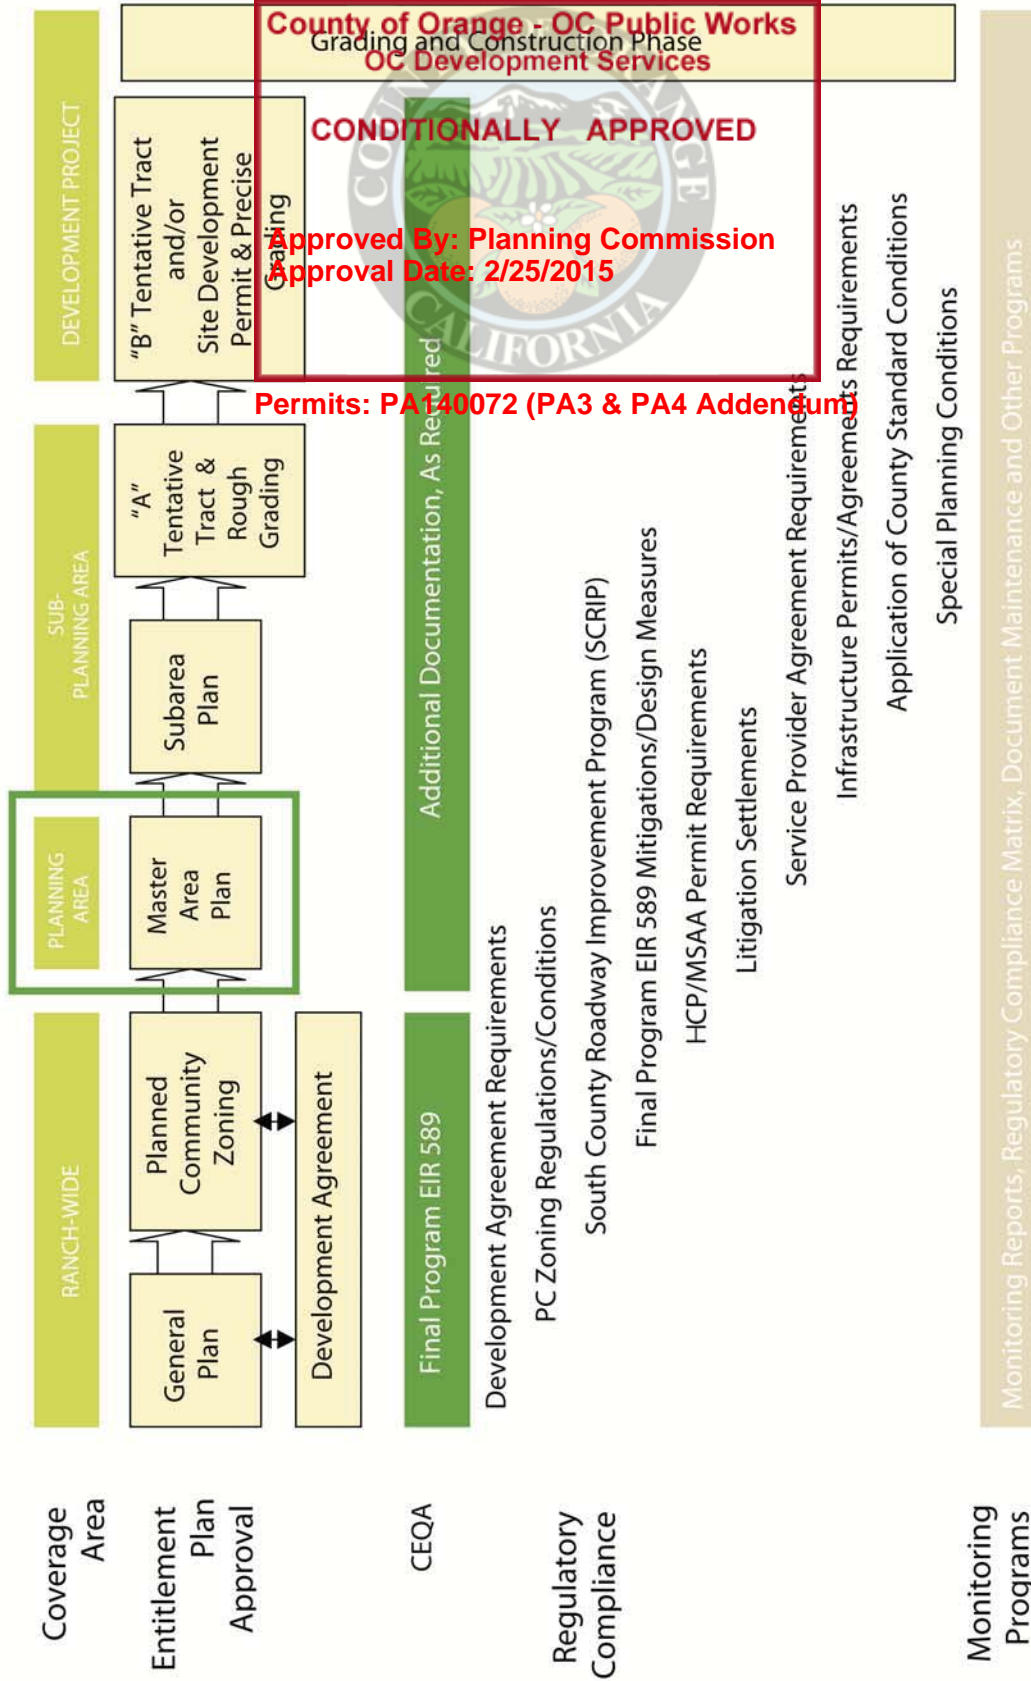 County of Orange - OC Public Works
OC Development Services
CONDITIONALLY APPROVED
Approved By: Planning Commission
Approval Date: 2/25/2015
Permits: PA140072 (PA3 & PA4 Addendum)
COUNTY OF ORANGE
CALIFORNIA
Coverage
Area
RANCH-WIDE
PLANNING
AREA
SUB-
PLANNING AREA
DEVELOPMENT PROJECT
Entitlement
Plan
Approval
General
Plan
Planned
Community
Zoning
Master
Area
Plan
Subarea
Plan
"A"
Tentative
Tract &
Rough
Grading
"B" Tentative Tract
and/or
Site Development
Permit & Precise
Grading
Grading and Construction Phase
Development Agreement
CEQA
Final Program EIR 589
Additional Documentation, As Required
Regulatory
Compliance
Development Agreement Requirements
PC Zoning Regulations/Conditions
South County Roadway Improvement Program (SCRIP)
Final Program EIR 589 Mitigations/Design Measures
HCP/MSAA Permit Requirements
Litigation Settlements
Service Provider Agreement Requirements
Infrastructure Permits/Agreements Requirements
Application of County Standard Conditions
Special Planning Conditions
Monitoring
Programs
Monitoring Reports, Regulatory Compliance Matrix, Document Maintenance and Other Programs